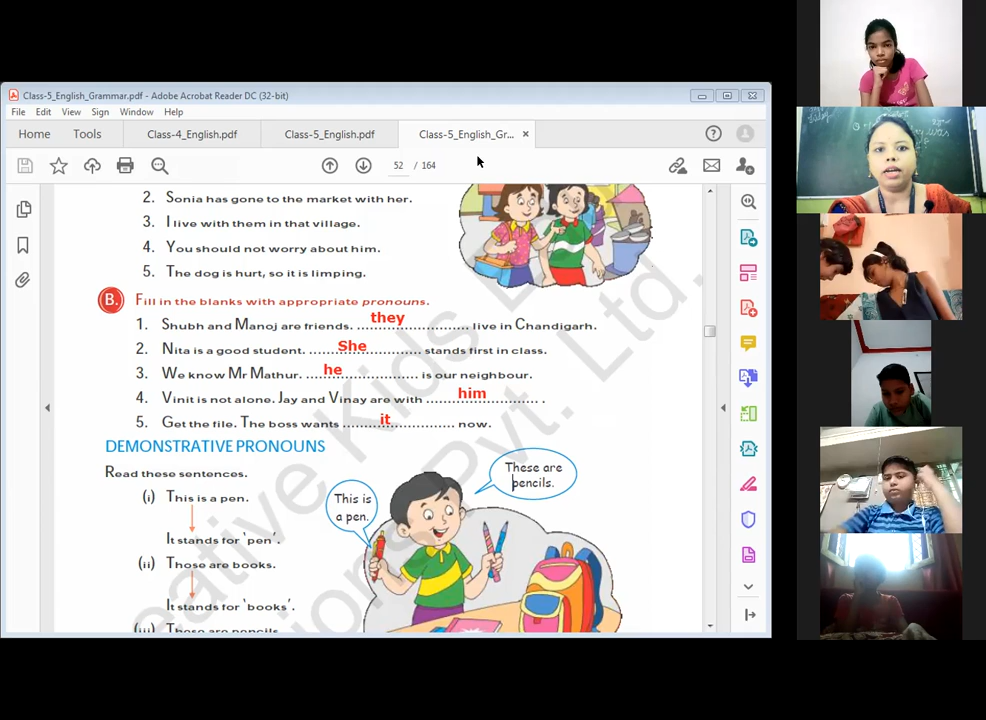 Class-5_English_Grammar.pdf - Adobe Acrobat Reader DC (32-bit)
File Edit View Sign Window Help
Home Tools Class-4_English.pdf Class-5_English.pdf Class-5_English_Gr... ×
52 / 164
2. Sonia has gone to the market with her.
3. I live with them in that village.
4. You should not worry about him.
5. The dog is hurt, so it is limping.
B. Fill in the blanks with appropriate pronouns.
1. Shubh and Manoj are friends. they live in Chandigarh.
2. Nita is a good student. She stands first in class.
3. We know Mr Mathur. he is our neighbour.
4. Vinit is not alone. Jay and Vinay are with him .
5. Get the file. The boss wants it now.
DEMONSTRATIVE PRONOUNS
Read these sentences.
These are
pencils.
(i) This is a pen.
This is
a pen.
It stands for 'pen'.
(ii) Those are books.
It stands for 'books'.
(iii) These are pencils.